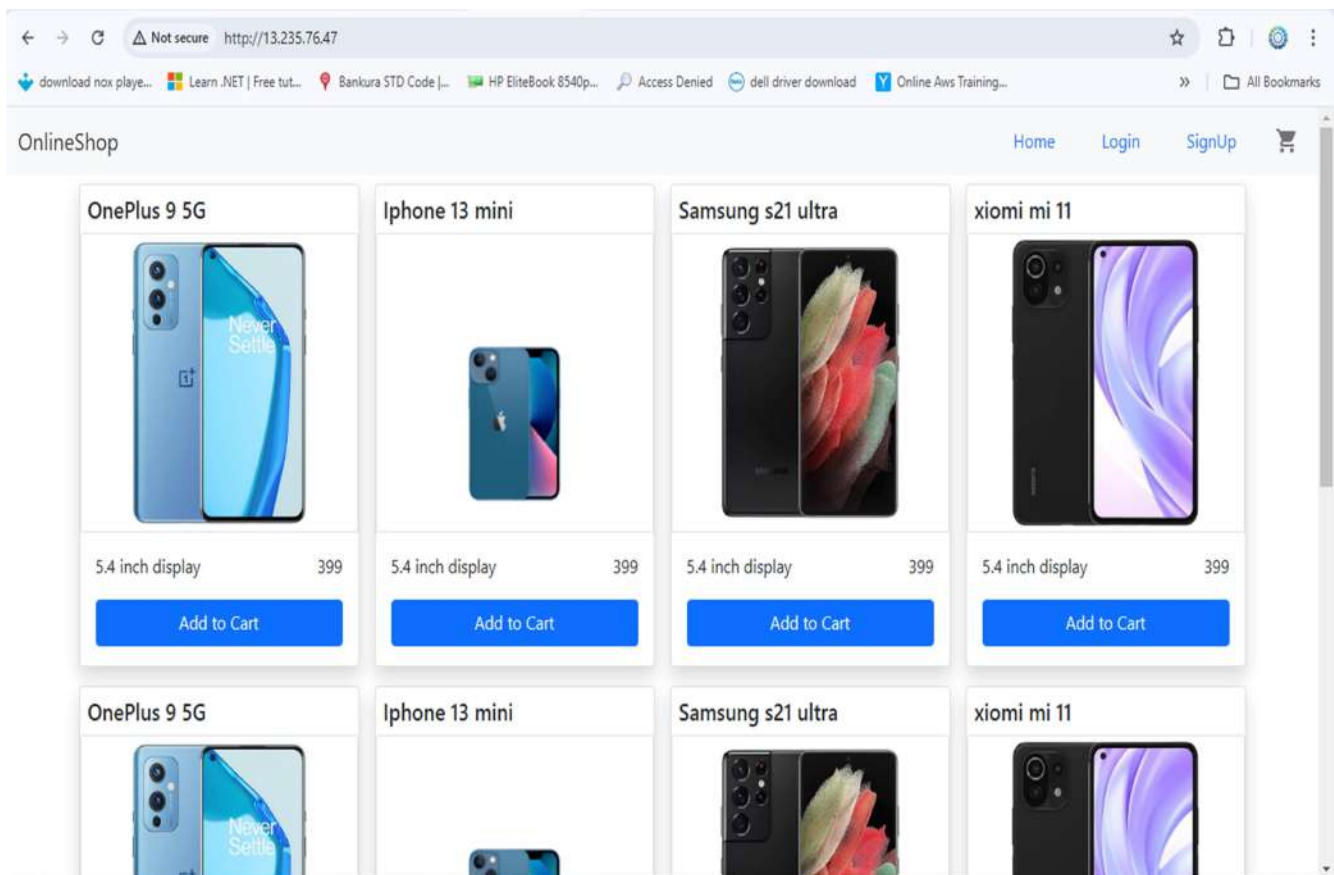 Not secure http://13.235.76.47
download nox playe... Learn .NET | Free tut... Bankura STD Code |... HP EliteBook 8540p... Access Denied dell driver download Online Aws Training... » All Bookmarks
OnlineShop Home Login SignUp
OnePlus 9 5G Iphone 13 mini Samsung s21 ultra xiomi mi 11
Never
Settle
5.4 inch display 399 5.4 inch display 399 5.4 inch display 399 5.4 inch display 399
Add to Cart Add to Cart Add to Cart Add to Cart
OnePlus 9 5G Iphone 13 mini Samsung s21 ultra xiomi mi 11
Never
Settle